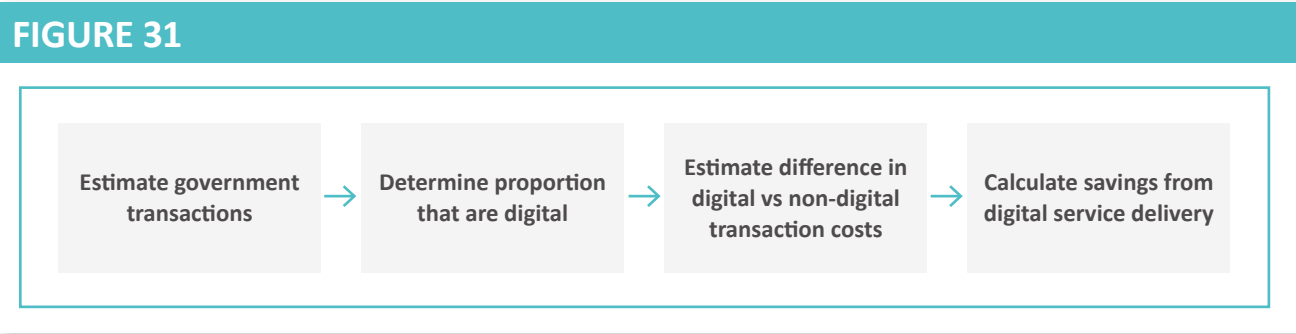 FIGURE 31
Estimate government
transactions
Determine proportion
that are digital
Estimate difference in
digital vs non-digital
transaction costs
Calculate savings from
digital service delivery